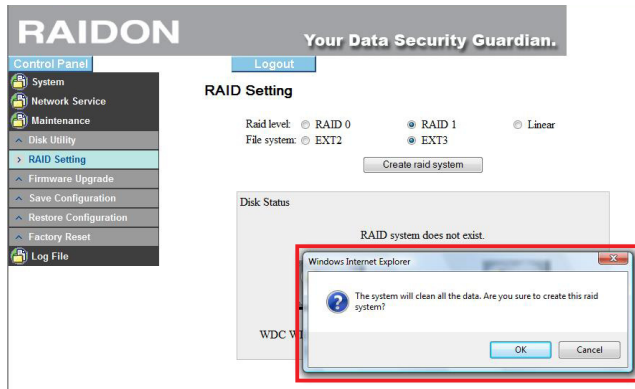 RAIDON
Your Data Security Guardian.
Control Panel
Logout
System
Network Service
Maintenance
Disk Utility
RAID Setting
Firmware Upgrade
Save Configuration
Restore Configuration
Factory Reset
Log File
RAID Setting
Raid level: RAID 0 RAID 1 Linear
File system: EXT2 EXT3
Create raid system
Disk Status
RAID system does not exist.
WDC
Windows Internet Explorer
The system will clean all the data. Are you sure to create this raid
system?
OK Cancel